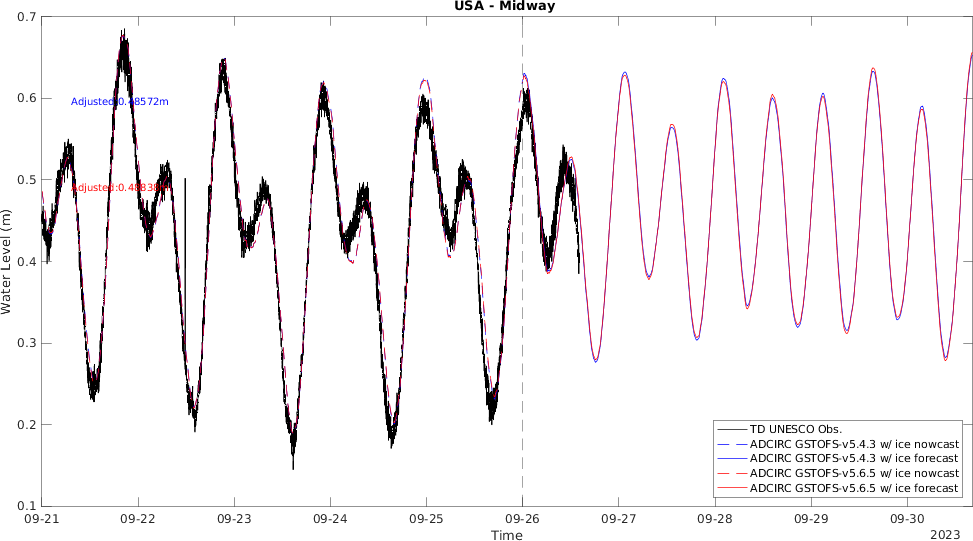 USA - Midway
0.7
0.6
0.5
0.4
0.3
0.2
0.1
Water Level (m)
Adjusted:0.48572m
TD UNESCO Obs.
ADCIRC GSTOFS-v5.4.3 w/ ice nowcast
ADCIRC GSTOFS-v5.4.3 w/ ice forecast
ADCIRC GSTOFS-v5.6.5 w/ ice nowcast
ADCIRC GSTOFS-v5.6.5 w/ ice forecast
09-21 09-22 09-23 09-24 09-25 09-26 09-27 09-28 09-29 09-30
Time
2023